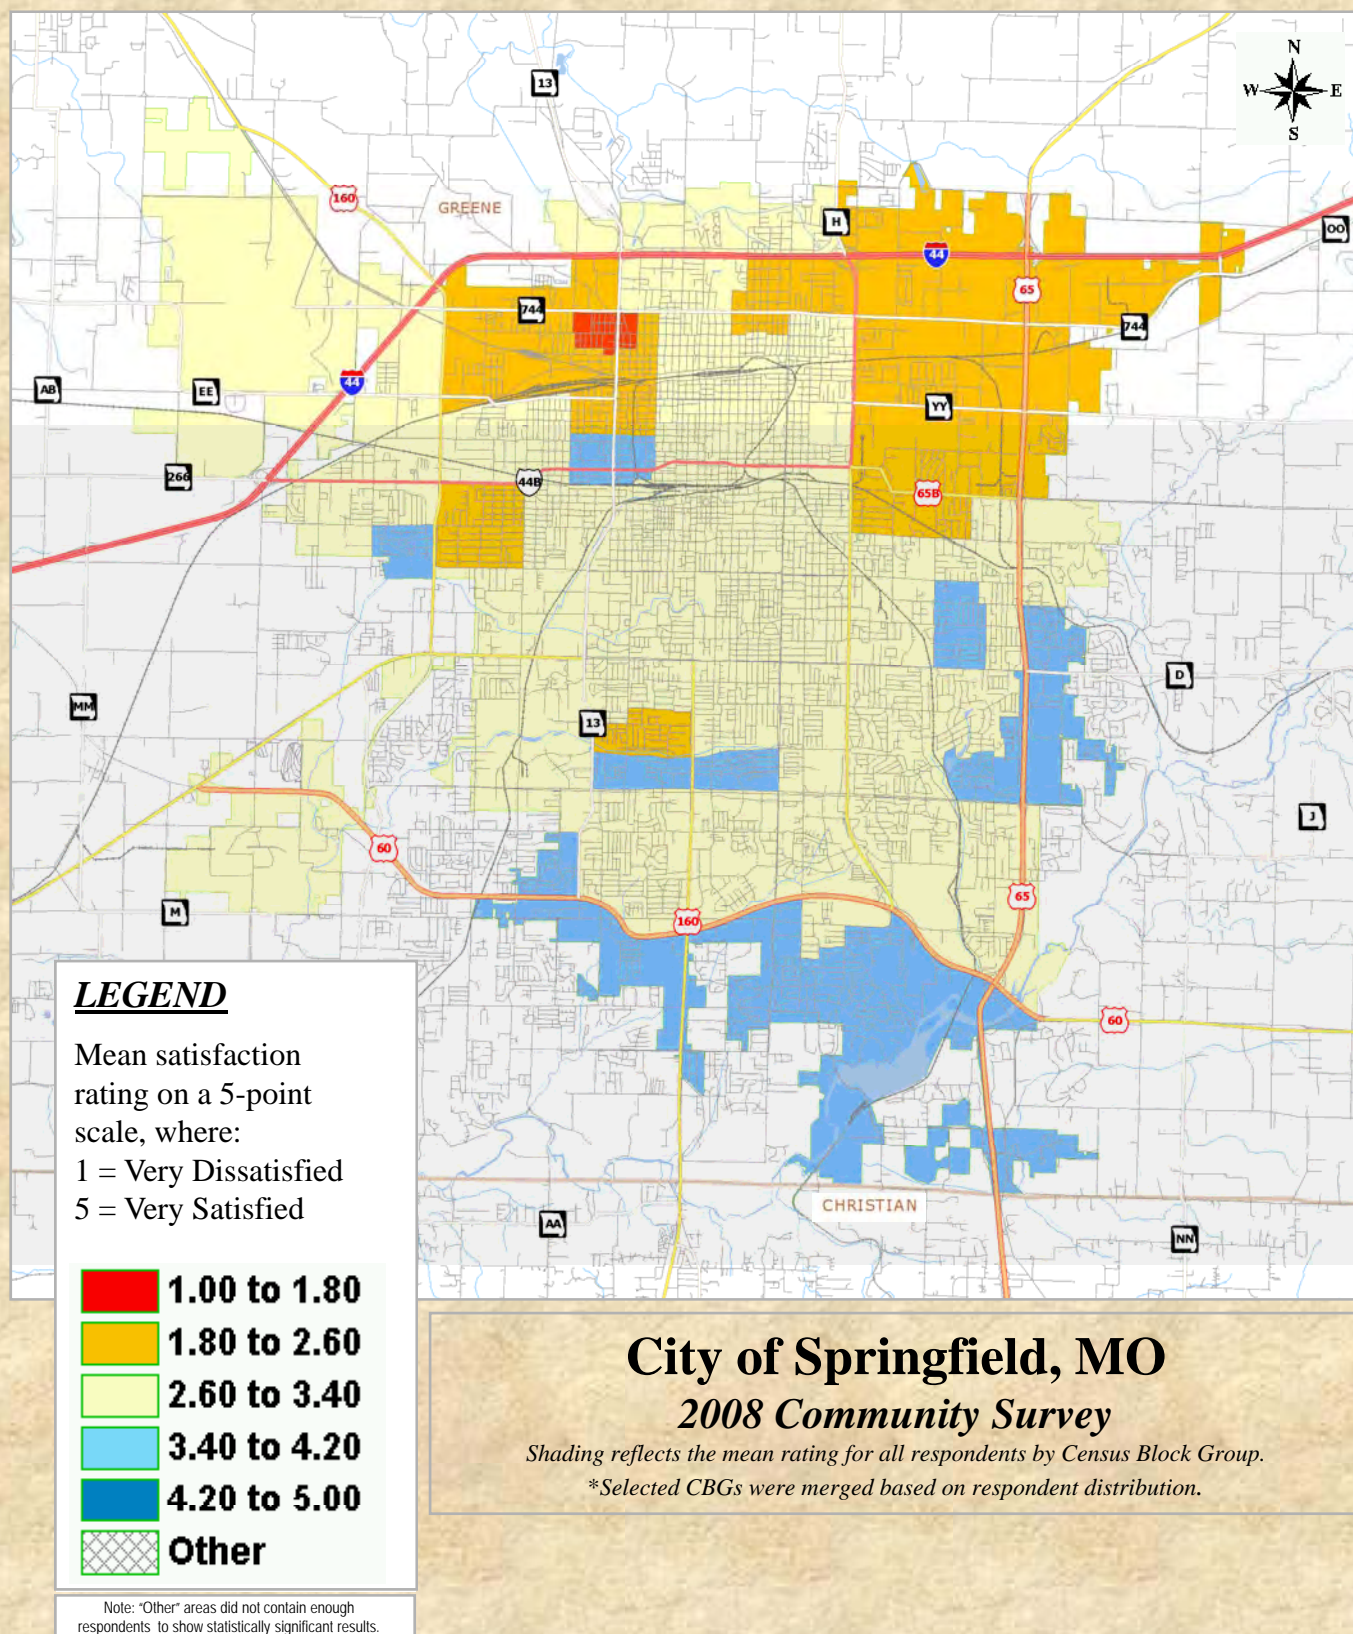 N
W E
S
13
160
GREENE
H
OO
44
65
744
744
44
AB
EE
YY
266
44B
65B
D
MM
13
J
60
65
M
160
60
CHRISTIAN
AA
NN
LEGEND
Mean satisfaction
rating on a 5-point
scale, where:
1 = Very Dissatisfied
5 = Very Satisfied
1.00 to 1.80
1.80 to 2.60
2.60 to 3.40
3.40 to 4.20
4.20 to 5.00
Other
Note: "Other" areas did not contain enough
respondents to show statistically significant results.
City of Springfield, MO
2008 Community Survey
Shading reflects the mean rating for all respondents by Census Block Group.
*Selected CBGs were merged based on respondent distribution.